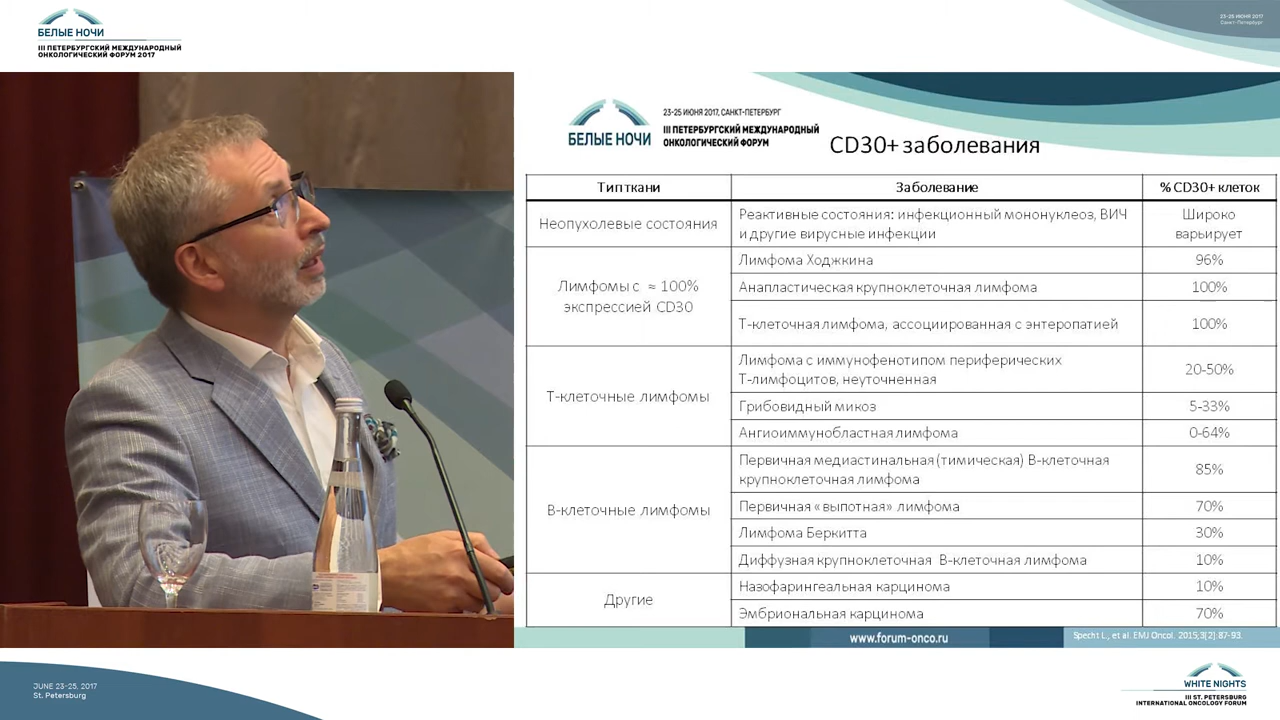 БЕЛЫЕ НОЧИ
III ПЕТЕРБУРГСКИЙ МЕЖДУНАРОДНЫЙ
ОНКОЛОГИЧЕСКИЙ ФОРУМ 2017
23-25 ИЮНЯ 2017
Санкт-Петербург
23-25 ИЮНЯ 2017, САНКТ-ПЕТЕРБУРГ
БЕЛЫЕ НОЧИ
III ПЕТЕРБУРГСКИЙ МЕЖДУНАРОДНЫЙ
ОНКОЛОГИЧЕСКИЙ ФОРУМ
CD30+ заболевания
Тип ткани Заболевание % CD30+ клеток
Неопухолевые состояния
Реактивные состояния: инфекционный мононуклеоз, ВИЧ
и другие вирусные инфекции
Широко
варьирует
Лимфомы с ≈ 100%
экспрессией CD30
Лимфома Ходжкина 96%
Анапластическая крупноклеточная лимфома 100%
Т-клеточная лимфома, ассоциированная с энтеропатией 100%
Т-клеточные лимфомы
Лимфома с иммунофенотипом периферических
Т-лимфоцитов, неуточненная
20-50%
Грибовидный микоз 5-33%
Ангиоиммунобластная лимфома 0-64%
В-клеточные лимфомы
Первичная медиастинальная (тимическая) В-клеточная
крупноклеточная лимфома
85%
Первичная «выпотная» лимфома 70%
Лимфома Беркитта 30%
Диффузная крупноклеточная В-клеточная лимфома 10%
Другие
Назофарингеальная карцинома 10%
Эмбриональная карцинома 70%
www.forum-onco.ru
Specht L., et al. EMJ Oncol. 2015;3[2]:87-93.
JUNE 23-25, 2017
St. Petersburg
WHITE NIGHTS
III ST. PETERSBURG
INTERNATIONAL ONCOLOGY FORUM